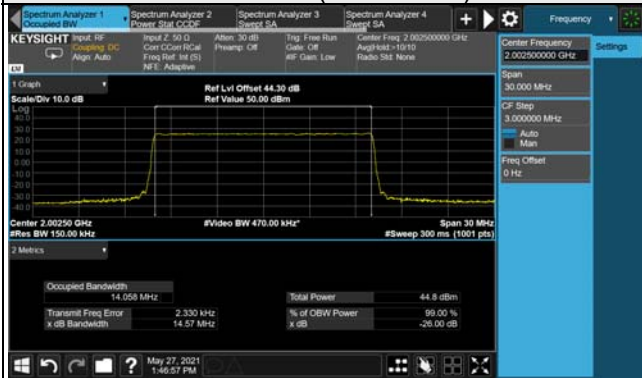 Spectrum Analyzer 1
Occupied BW
Spectrum Analyzer 2
Power Stat CCDF
Spectrum Analyzer 3
Swept SA
Spectrum Analyzer 4
Swept SA
Frequency
KEYSIGHT
Input: RF
Coupling: DC
Align: Auto
Input Z: 50 Ω
Corr CCorr RCal
Freq Ref: Int (S)
NFE: Adaptive
Atten: 30 dB
Preamp: Off
Trig: Free Run
Gate: Off
#IF Gain: Low
Center Freq: 2.002500000 GHz
Avg|Hold:>10/10
Radio Std: None
LW
Center Frequency
2.002500000 GHz
Settings
Span
30.000 MHz
CF Step
3.000000 MHz
Auto
Man
Freq Offset
0 Hz
1 Graph
Scale/Div 10.0 dB
Ref Lvl Offset 44.30 dB
Ref Value 50.00 dBm
Log
40.0
30.0
20.0
10.0
0.00
-10.0
-20.0
-30.0
-40.0
Center 2.00250 GHz
#Res BW 150.00 kHz
#Video BW 470.00 kHz*
Span 30 MHz
#Sweep 300 ms (1001 pts)
2 Metrics
Occupied Bandwidth
14.058 MHz
Total Power 44.8 dBm
Transmit Freq Error 2.330 kHz
% of OBW Power 99.00 %
x dB Bandwidth 14.57 MHz
x dB -26.00 dB
May 27, 2021
1:46:57 PM